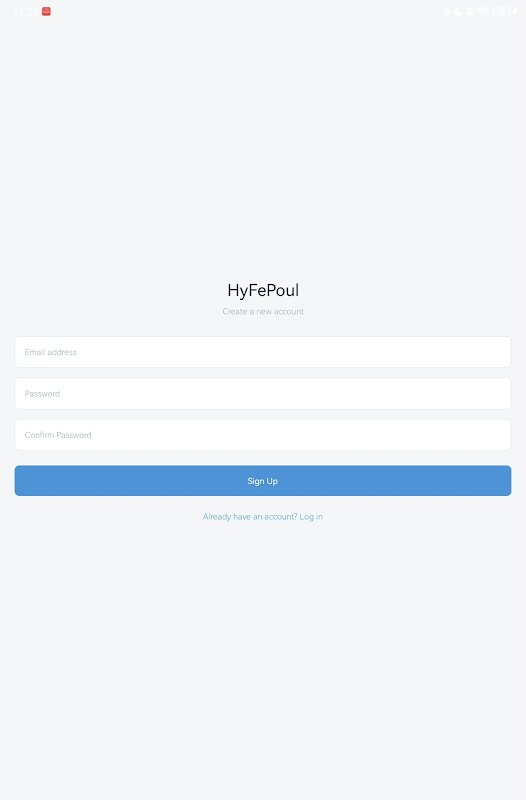 HyFePoul
Create a new account
Email address
Password
Confirm Password
Sign Up
Already have an account? Log in